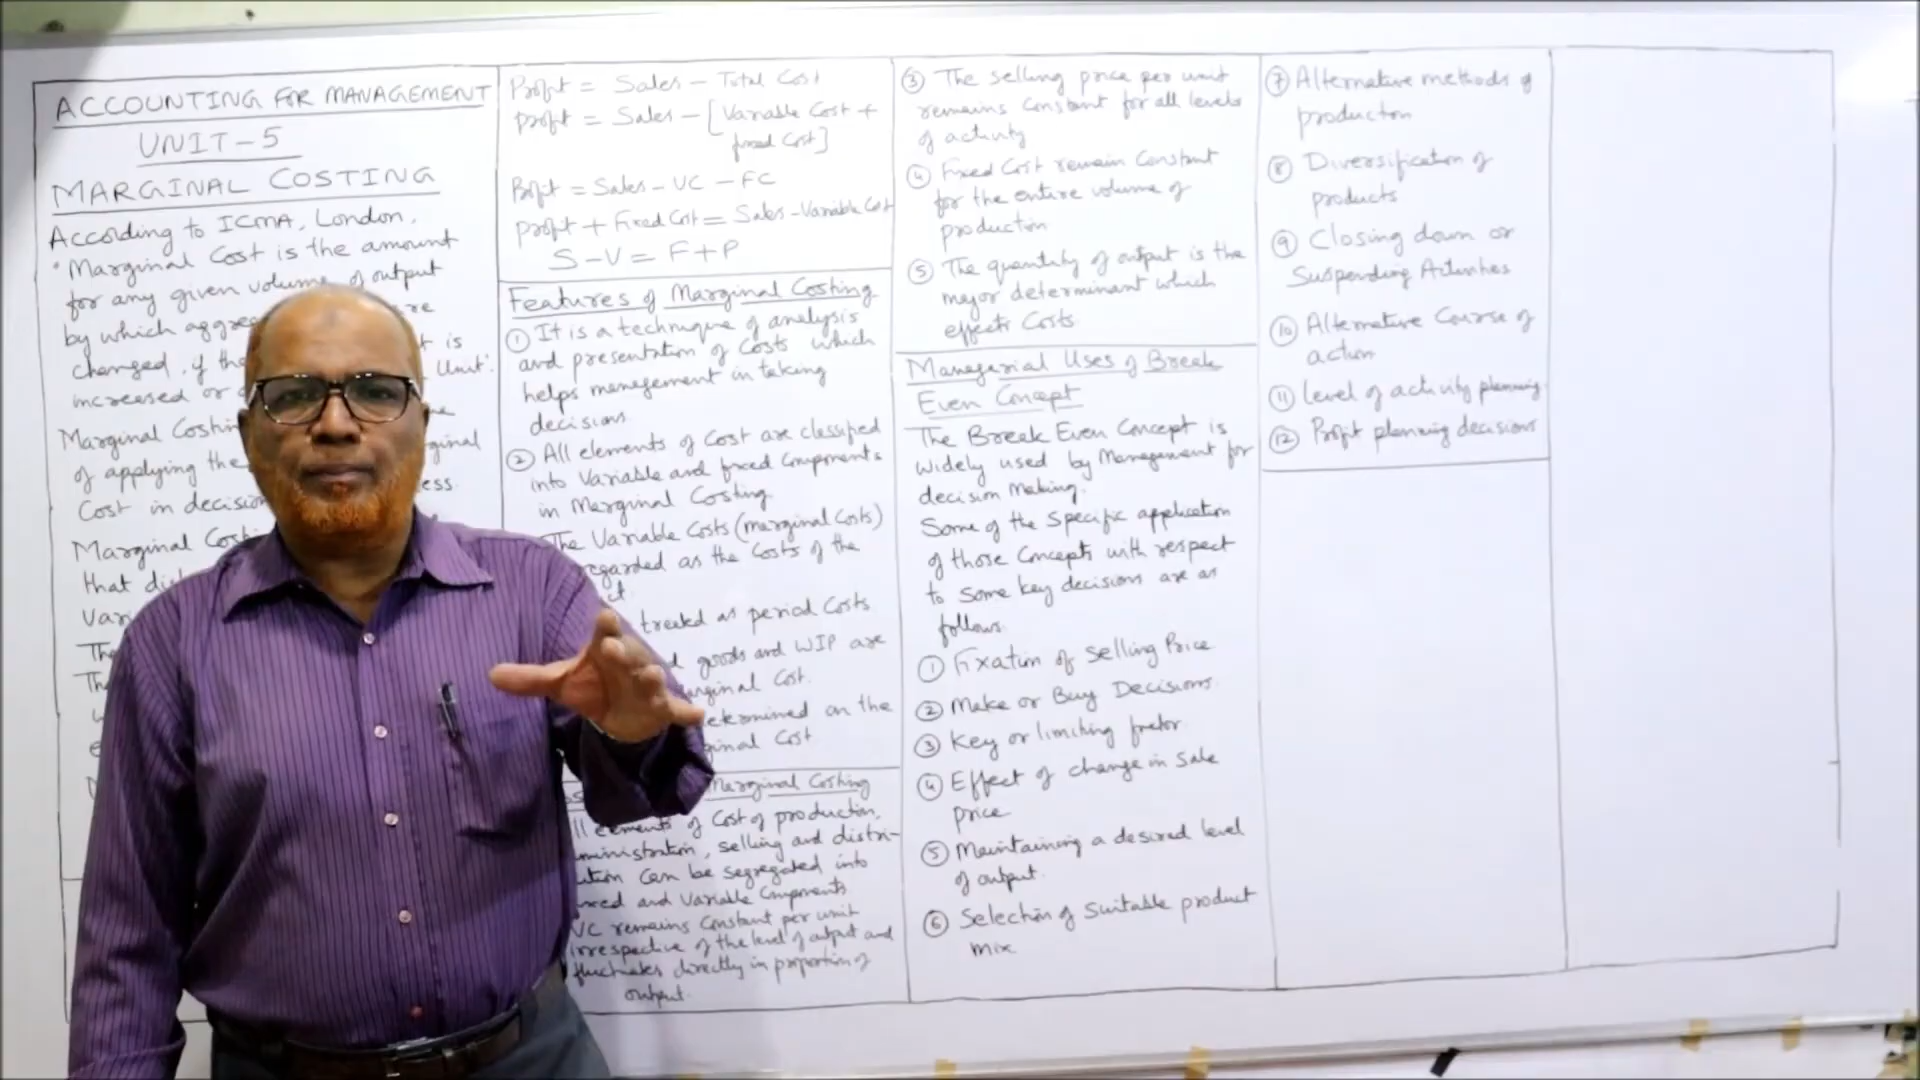 ACCOUNTING FOR MANAGEMENT
UNIT-5
MARGINAL COSTING
According to ICMA, London,
"Marginal Cost is the amount
for any given volume of output
by which aggre
changed, if the is
increased or unit'.
Marginal Costin
of applying the
Cost in decision
Marginal Cost
that
Profit = Sales - Total Cost
Profit = Sales - [Variable Cost +
fixed Cost]
Profit = Sales - VC - FC
Profit + Fixed Cost = Sales - Variable Cost
S-V = F+P
Features of Marginal Costing
① It is a technique of analysis
and presentation of costs which
helps management in taking
decisions
② All elements of Cost are classified
into Variable and fixed Components
in Marginal Costing
The Variable Costs (marginal Costs)
regarded as the Costs of the
treated as period Costs
goods and WIP are
arginal Cost.
etermined on the
ginal Cost
Marginal Costing
ll elements of Cost of production,
ministration, selling and distri-
ution can be segregated into
ixed and Variable Components
VC remains Constant per unit
irrespective of the level of output and
fluctuates directly in proportion of
output.
③ The selling price per unit
remains Constant for all levels
of activity
④ Fixed Cost remain Constant
for the entire volume of
production
⑤ The quantity of output is the
major determinant which
effects Costs
Managerial Uses of Break
Even Concept
The Break Even Concept is
widely used by Management for
decision Making.
Some of the specific application
of those Concepts with respect
to some key decisions are as
follows
① Fixation of Selling Price
② Make or Buy Decisions.
③ Key or limiting factor
④ Effect of change in Sale
price
⑤ Maintaining a desired level
of output.
⑥ Selection of Suitable product
mix
⑦ Alternative methods of
production
⑧ Diversification of
products
⑨ Closing down or
Suspending Activities
⑩ Alternative Course of
action
⑪ level of activity planning
⑫ Profit planning decisions